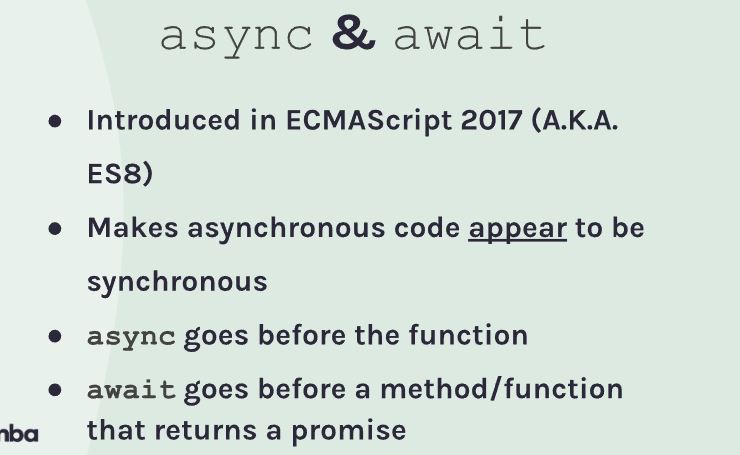 async & await
● Introduced in ECMAScript 2017 (A.K.A.
ES8)
● Makes asynchronous code appear to be
synchronous
● async goes before the function
● await goes before a method/function
that returns a promise